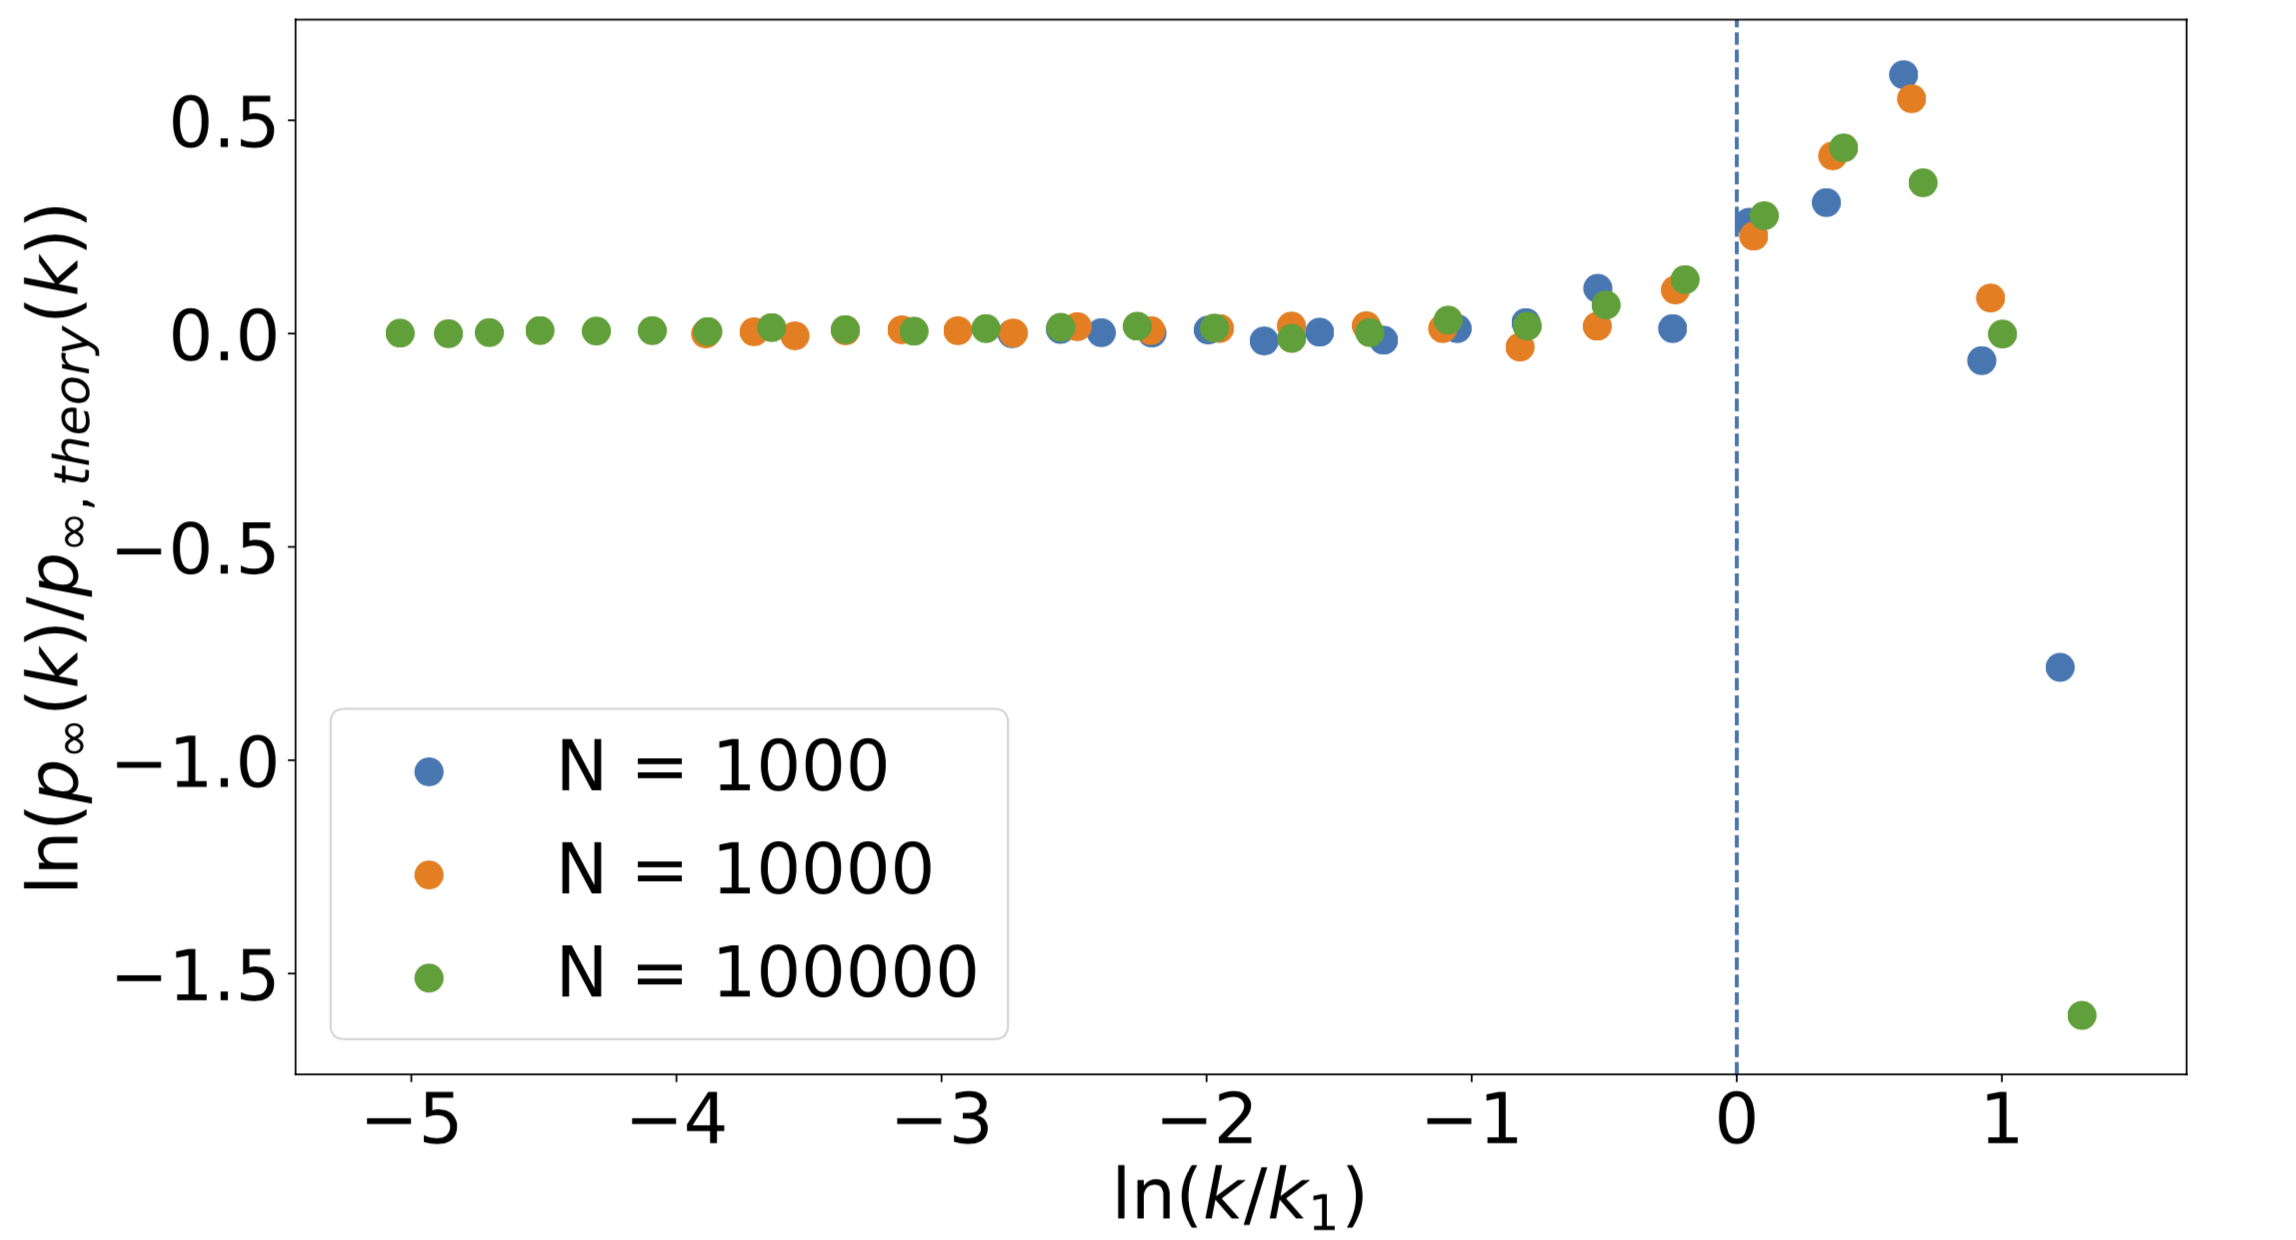 ln(p∞(k)/p∞,theory(k))
0.5
0.0
−0.5
−1.0
−1.5
N = 1000
N = 10000
N = 100000
−5 −4 −3 −2 −1 0 1
ln(k/k₁)